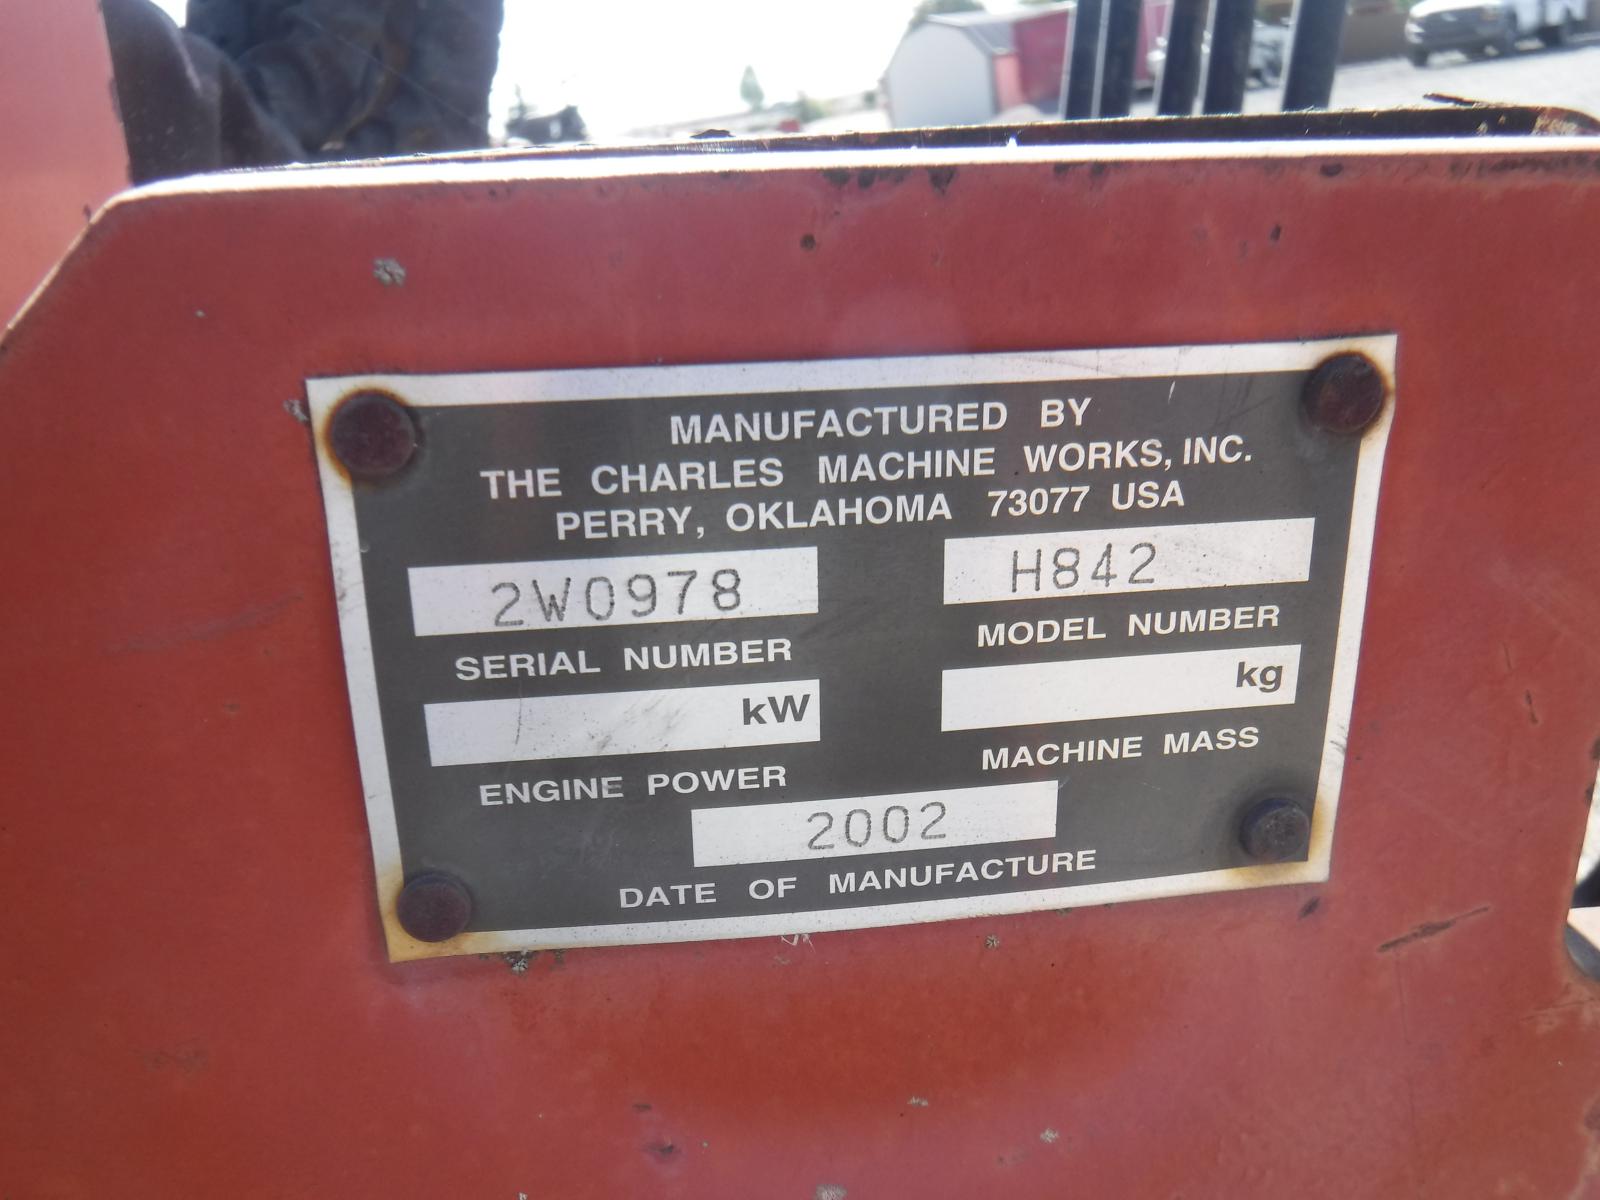 MANUFACTURED BY
THE CHARLES MACHINE WORKS, INC.
PERRY, OKLAHOMA 73077 USA
2W0978 H842
SERIAL NUMBER MODEL NUMBER
kW kg
ENGINE POWER MACHINE MASS
2002
DATE OF MANUFACTURE